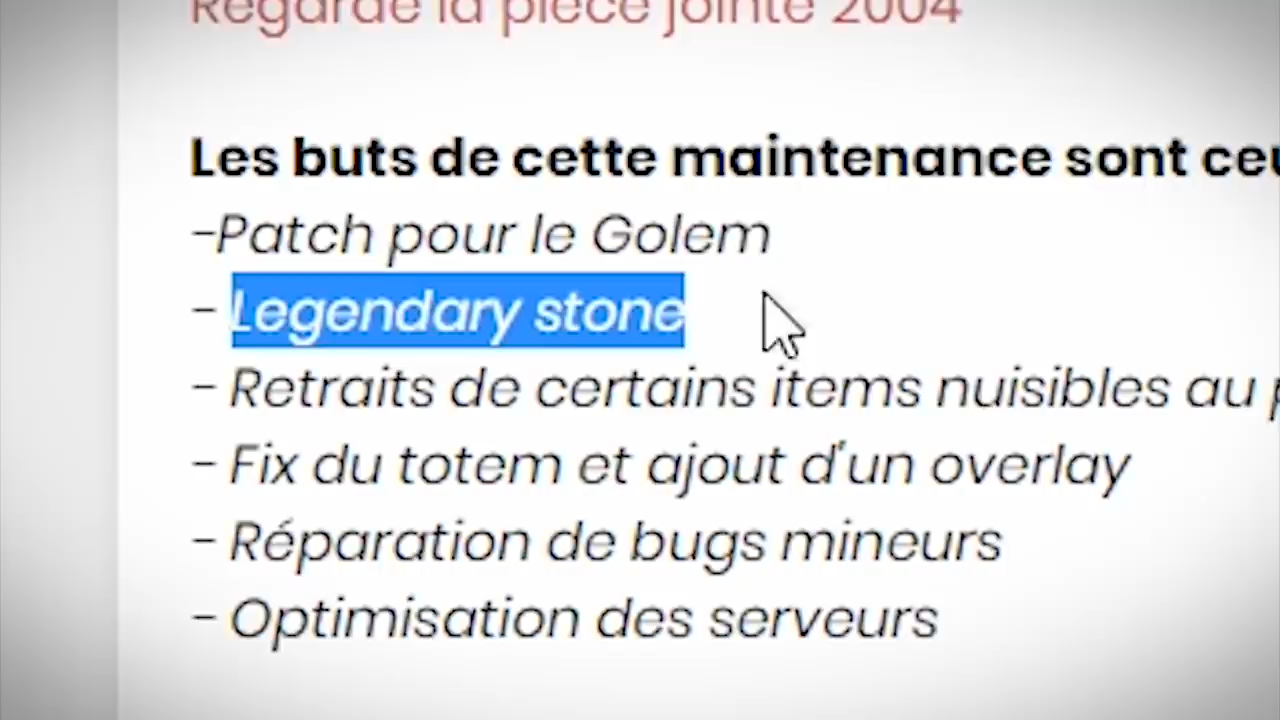 Regarde la pièce jointe 2004
Les buts de cette maintenance sont
-Patch pour le Golem
- Legendary stone
- Retraits de certains items nuisibles au
- Fix du totem et ajout d'un overlay
- Réparation de bugs mineurs
- Optimisation des serveurs